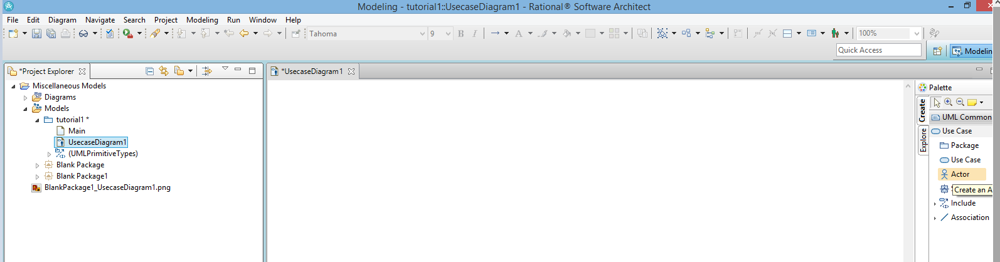 Modeling - tutorial1::UsecaseDiagram1 - Rational® Software Architect
File Edit Diagram Navigate Search Project Modeling Run Window Help
Tahoma 9 B I A 100%
Quick Access Modelin
*Project Explorer
*UsecaseDiagram1
Miscellaneous Models
Diagrams
Models
tutorial1 *
Main
UsecaseDiagram1
(UMLPrimitiveTypes)
Blank Package
Blank Package1
BlankPackage1_UsecaseDiagram1.png
Palette
Create
Explore
UML Common
Use Case
Package
Use Case
Actor
Create an A
Include
Association